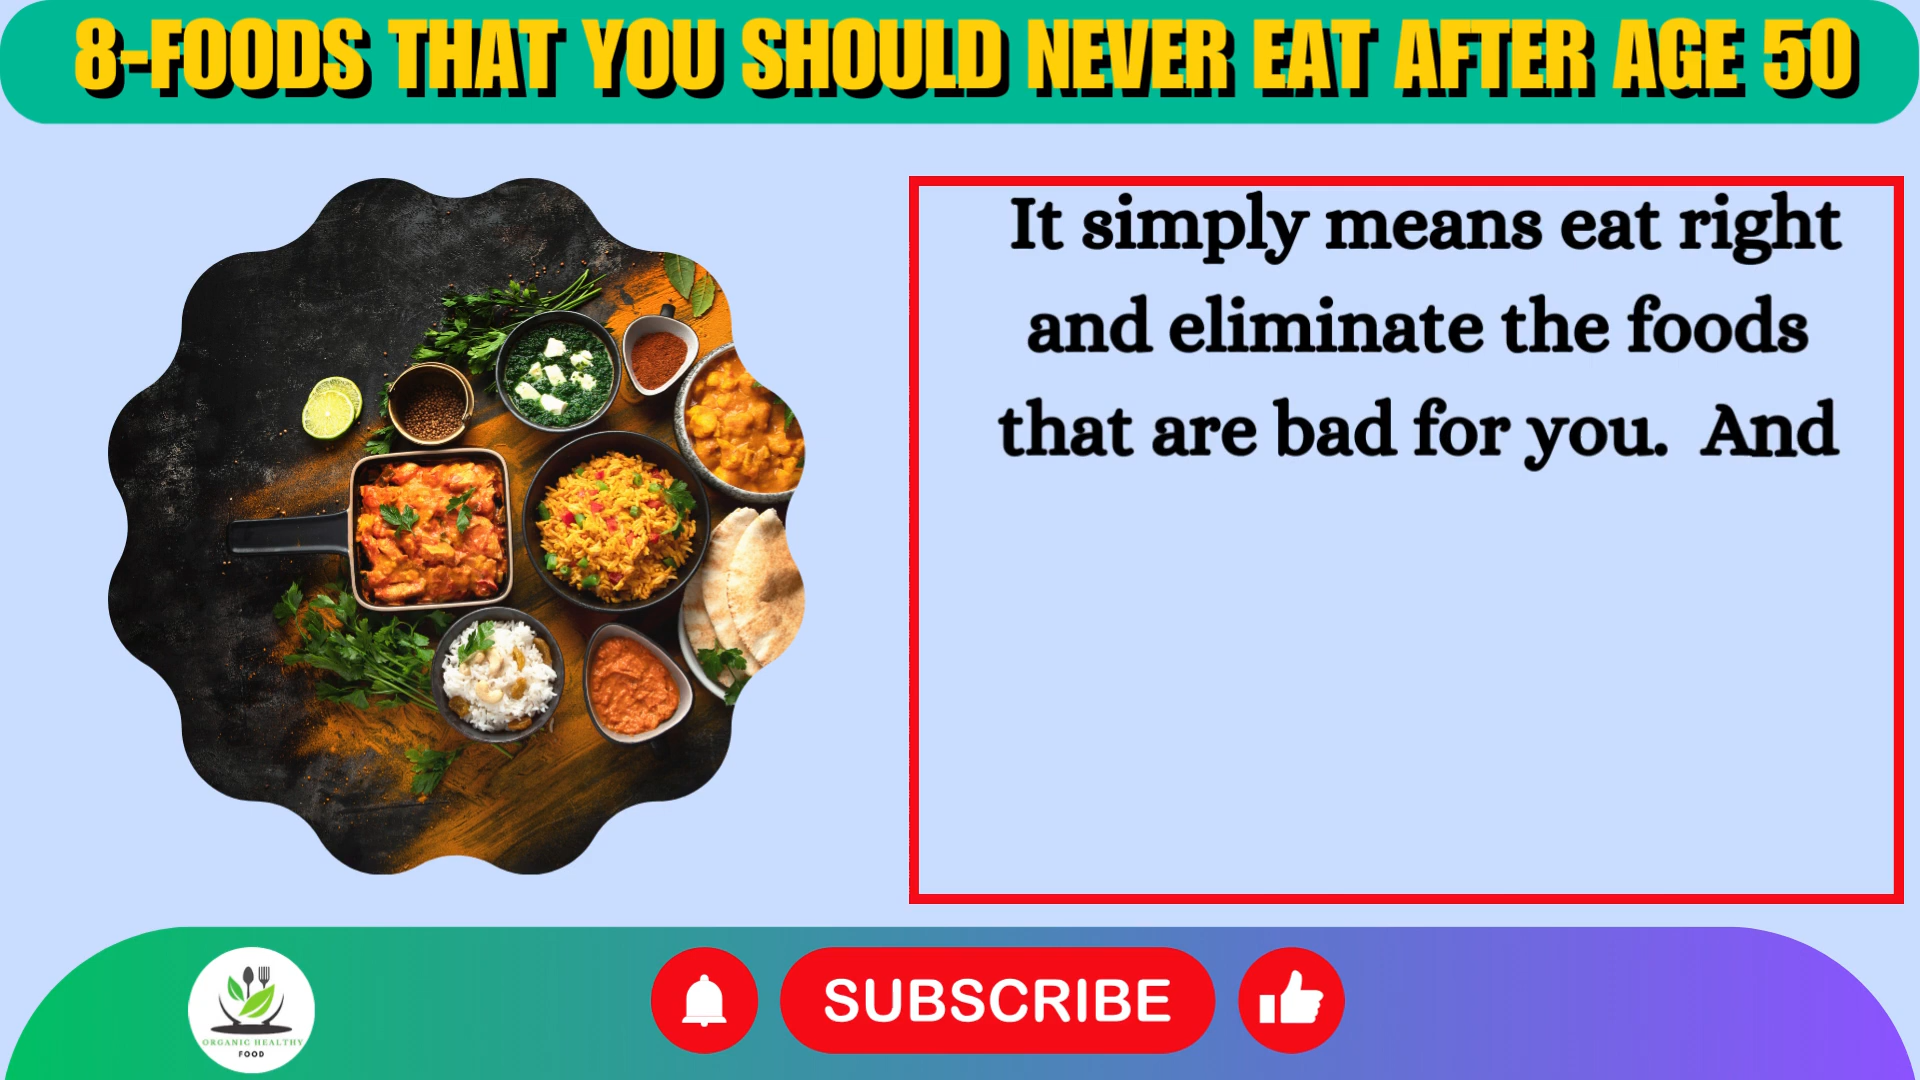 8-FOODS THAT YOU SHOULD NEVER EAT AFTER AGE 50
It simply means eat right
and eliminate the foods
that are bad for you. And
ORGANIC HEALTHY
FOOD
SUBSCRIBE